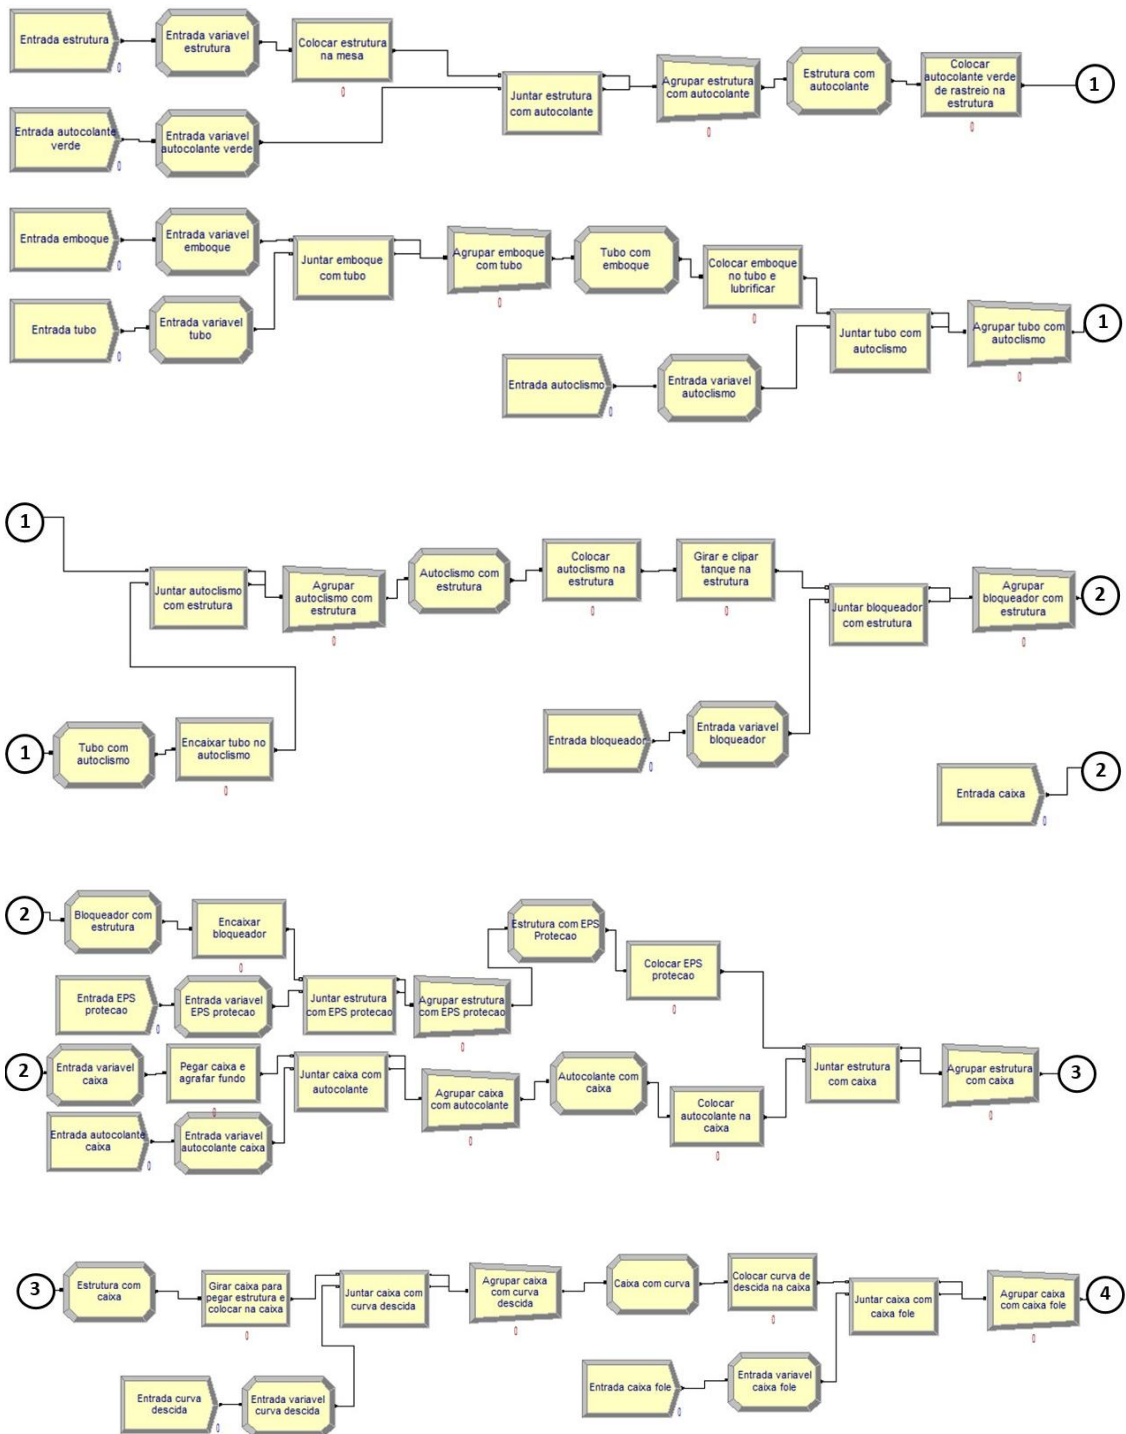 Entrada estrutura
Entrada variavel
estrutura
Colocar estrutura
na mesa
Entrada autocolante
verde
Entrada variavel
autocolante verde
Juntar estrutura
com autocolante
Agrupar estrutura
com autocolante
Estrutura com
autocolante
Colocar
autocolante verde
de rastreio na
estrutura
1
Entrada emboque
Entrada variavel
emboque
Entrada tubo
Entrada variavel
tubo
Juntar emboque
com tubo
Agrupar emboque
com tubo
Tubo com
emboque
Colocar emboque
no tubo e
lubrificar
Entrada autoclismo
Entrada variavel
autoclismo
Juntar tubo com
autoclismo
Agrupar tubo com
autoclismo
1
1
Juntar autoclismo
com estrutura
Agrupar
autoclismo com
estrutura
Autoclismo com
estrutura
Colocar
autoclismo na
estrutura
Girar e clipar
tanque na
estrutura
Juntar bloqueador
com estrutura
Agrupar
bloqueador com
estrutura
2
1
Tubo com
autoclismo
Encaixar tubo no
autoclismo
Entrada bloqueador
Entrada variavel
bloqueador
Entrada caixa
2
2
Bloqueador com
estrutura
Encaixar
bloqueador
Entrada EPS
protecao
Entrada variavel
EPS protecao
Juntar estrutura
com EPS protecao
Agrupar estrutura
com EPS protecao
Estrutura com EPS
Protecao
Colocar EPS
protecao
2
Entrada variavel
caixa
Pegar caixa e
agrafar fundo
Entrada autocolante
caixa
Entrada variavel
autocolante caixa
Juntar caixa com
autocolante
Agrupar caixa
com autocolante
Autocolante com
caixa
Colocar
autocolante na
caixa
Juntar estrutura
com caixa
Agrupar estrutura
com caixa
3
3
Estrutura com
caixa
Girar caixa para
pegar estrutura e
colocar na caixa
Entrada curva
descida
Entrada variavel
curva descida
Juntar caixa com
curva descida
Agrupar caixa
com curva
descida
Caixa com curva
Colocar curva de
descida na caixa
Entrada caixa fole
Entrada variavel
caixa fole
Juntar caixa com
caixa fole
Agrupar caixa
com caixa fole
4